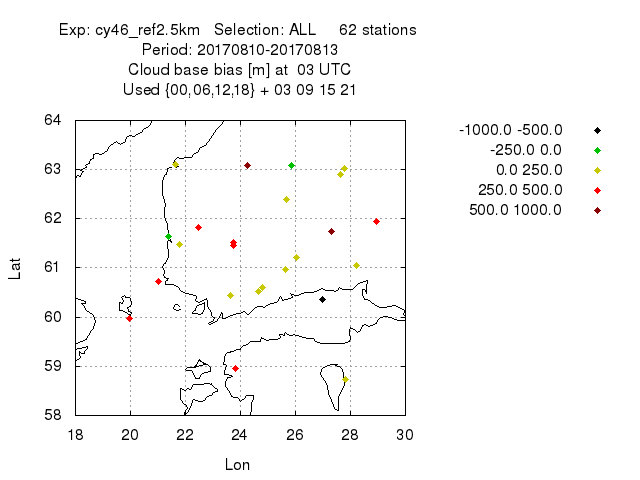 Exp: cy46_ref2.5km   Selection: ALL     62 stations
Period: 20170810-20170813
Cloud base bias [m] at  03 UTC
Used {00,06,12,18} + 03 09 15 21
-1000.0 -500.0
-250.0 0.0
0.0 250.0
250.0 500.0
500.0 1000.0
64
63
62
61
60
59
58
Lat
18 20 22 24 26 28 30
Lon